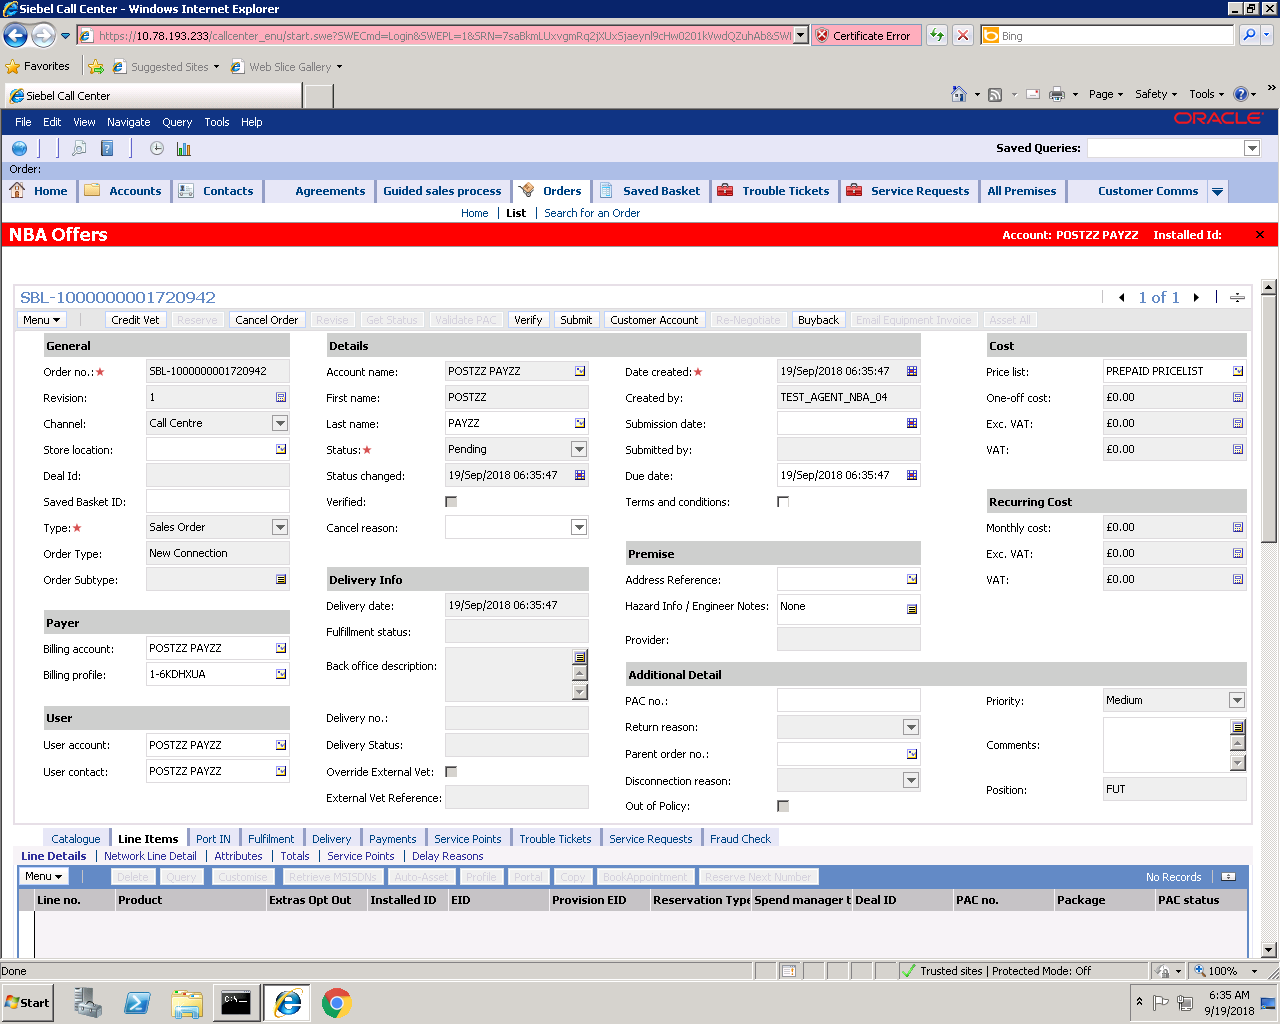 Siebel Call Center - Windows Internet Explorer
https://10.78.193.233/callcenter_enu/start.swe?SWECmd=Login&SWEPL=1&SRN= Certificate Error Bing
Favorites Suggested Sites Web Slice Gallery
Siebel Call Center Page Safety Tools
File Edit View Navigate Query Tools Help ORACLE
Saved Queries:
Order:
Home Accounts Contacts Agreements Guided sales process Orders Saved Basket Trouble Tickets Service Requests All Premises Customer Comms
Home List Search for an Order
NBA Offers Account: POSTZZ PAYZZ Installed Id:
SBL-1000000001720942 1 of 1
Menu Credit Vet Reserve Cancel Order Revise Get Status Validate PAC Verify Submit Customer Account Re-Negotiate Buyback Email Equipment Invoice Asset All
General Details Cost
Order no.: SBL-1000000001720942 Account name: POSTZZ PAYZZ Date created: 19/Sep/2018 06:35:47 Price list: PREPAID PRICELIST
Revision: 1 First name: POSTZZ Created by: TEST_AGENT_NBA_04 One-off cost: £0.00
Channel: Call Centre Last name: PAYZZ Submission date: Exc. VAT: £0.00
Store location: Status: Pending Submitted by: VAT: £0.00
Deal Id: Status changed: 19/Sep/2018 06:35:47 Due date: 19/Sep/2018 06:35:47
Saved Basket ID: Verified: Terms and conditions: Recurring Cost
Type: Sales Order Cancel reason: Monthly cost: £0.00
Order Type: New Connection Premise Exc. VAT: £0.00
Order Subtype: Delivery Info Address Reference: VAT: £0.00
Delivery date: 19/Sep/2018 06:35:47 Hazard Info / Engineer Notes: None
Payer Fulfillment status: Provider:
Billing account: POSTZZ PAYZZ Back office description:
Billing profile: 1-6KDHXUA Additional Detail
PAC no.: Priority: Medium
User Delivery no.: Return reason:
User account: POSTZZ PAYZZ Delivery Status: Parent order no.: Comments:
User contact: POSTZZ PAYZZ Override External Vet: Disconnection reason:
External Vet Reference: Out of Policy: Position: FUT
Catalogue Line Items Port IN Fulfilment Delivery Payments Service Points Trouble Tickets Service Requests Fraud Check
Line Details Network Line Detail Attributes Totals Service Points Delay Reasons
Menu Delete Query Customise Retrieve MSISDNs Auto-Asset Profile Portal Copy BookAppointment Reserve Next Number No Records
Line no. Product Extras Opt Out Installed ID EID Provision EID Reservation Type Spend manager t Deal ID PAC no. Package PAC status
Done Trusted sites | Protected Mode: Off 100%
Start 6:35 AM
9/19/2018